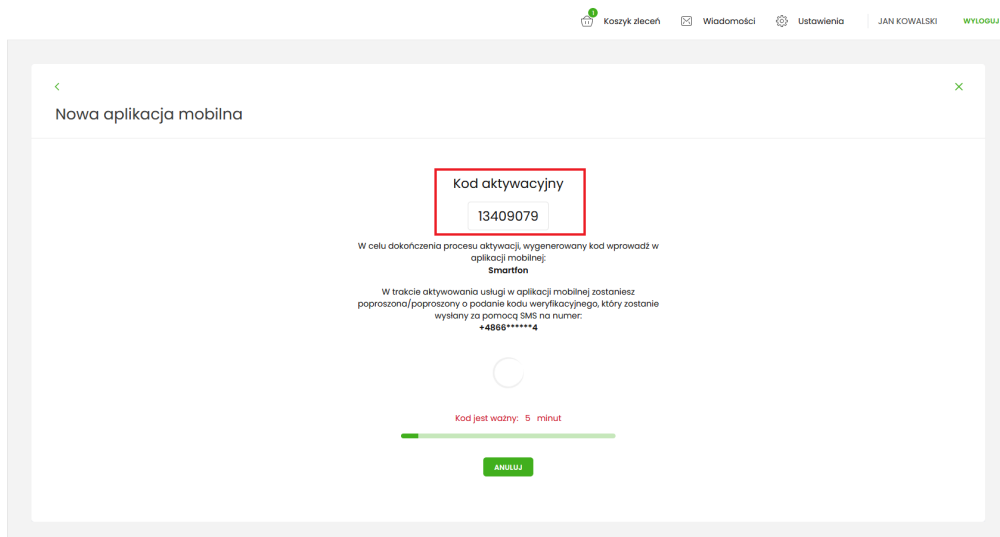 1
Koszyk zleceń
Wiadomości
Ustawienia
JAN KOWALSKI
WYLOGUJ
Nowa aplikacja mobilna
Kod aktywacyjny
13409079
W celu dokończenia procesu aktywacji, wygenerowany kod wprowadź w
aplikacji mobilnej:
Smartfon
W trakcie aktywowania usługi w aplikacji mobilnej zostaniesz
poproszona/poproszony o podanie kodu weryfikacyjnego, który zostanie
wysłany za pomocą SMS na numer:
+4866******4
Kod jest ważny: 5 minut
ANULUJ